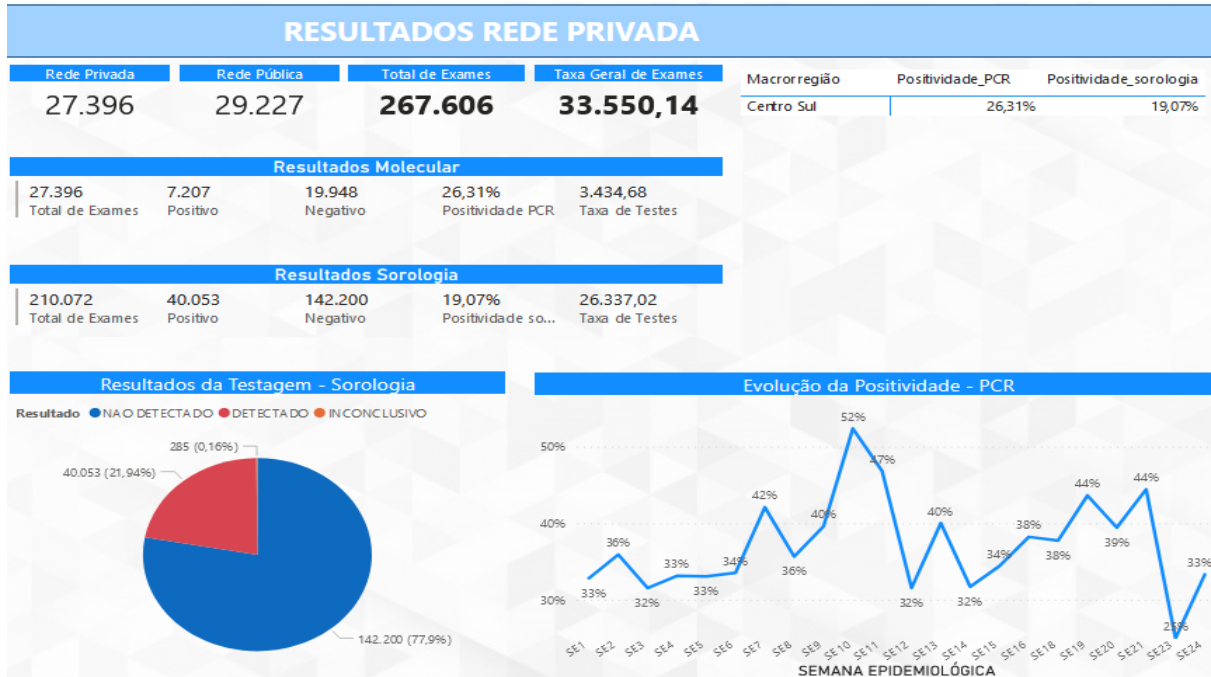 RESULTADOS REDE PRIVADA
Rede Privada
27.396
Rede Pública
29.227
Total de Exames
267.606
Taxa Geral de Exames
33.550,14
Macrorregião Positividade_PCR Positividade_sorologia
Centro Sul 26,31% 19,07%
Resultados Molecular
27.396 7.207 19.948 26,31% 3.434,68
Total de Exames Positivo Negativo Positividade PCR Taxa de Testes
Resultados Sorologia
210.072 40.053 142.200 19,07% 26.337,02
Total de Exames Positivo Negativo Positividade so... Taxa de Testes
Resultados da Testagem - Sorologia
Resultado NAO DETECTADO DETECTADO INCONCLUSIVO
285 (0,16%)
40.053 (21,94%)
142.200 (77,9%)
Evolução da Positividade - PCR
50%
40%
30%
33% 36% 32% 33% 33% 34% 42% 36% 40% 52% 47% 32% 40% 32% 34% 38% 38% 44% 39% 44% 25% 33%
SE1 SE2 SE3 SE4 SE5 SE6 SE7 SE8 SE9 SE10 SE11 SE12 SE13 SE14 SE15 SE16 SE18 SE19 SE20 SE21 SE23 SE24
SEMANA EPIDEMIOLÓGICA